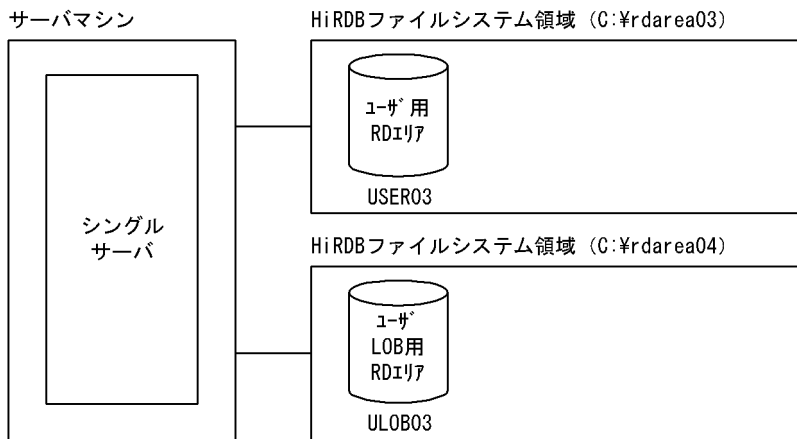 サーバマシン
HiRDBファイルシステム領域（C:¥rdarea03）
ﾕｰｻﾞ用
RDｴﾘｱ
USER03
シングル
サーバ
HiRDBファイルシステム領域（C:¥rdarea04）
ﾕｰｻﾞ
LOB用
RDｴﾘｱ
ULOB03